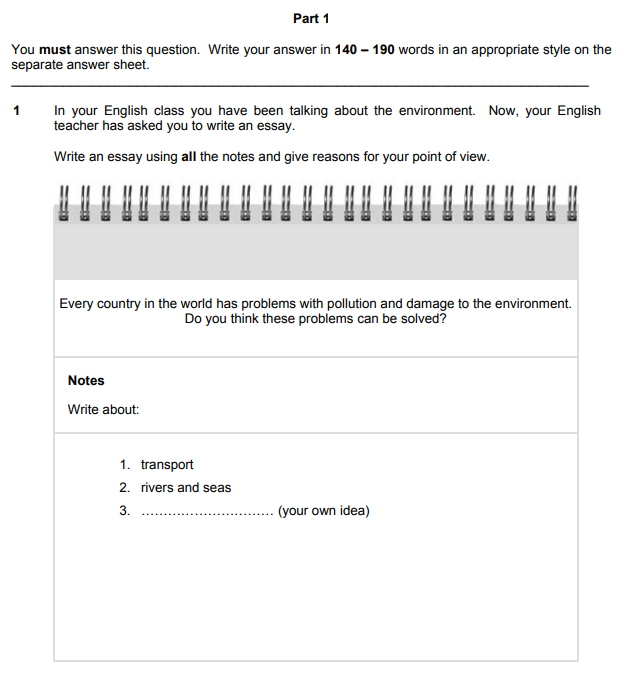 Part 1
You must answer this question. Write your answer in 140 – 190 words in an appropriate style on the
separate answer sheet.
1 In your English class you have been talking about the environment. Now, your English
teacher has asked you to write an essay.
Write an essay using all the notes and give reasons for your point of view.
Every country in the world has problems with pollution and damage to the environment.
Do you think these problems can be solved?
Notes
Write about:
1. transport
2. rivers and seas
3. ................................ (your own idea)